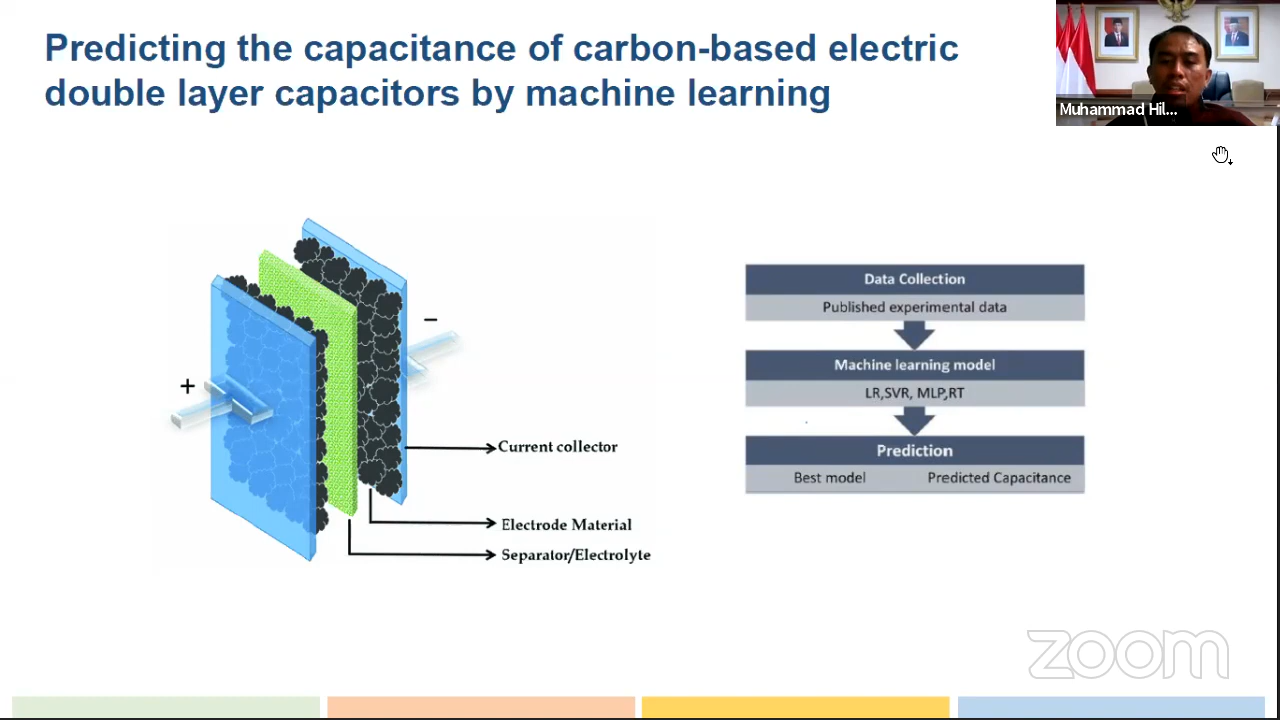 Predicting the capacitance of carbon-based electric
double layer capacitors by machine learning
Muhammad Hil...
+
−
Current collector
Electrode Material
Separator/Electrolyte
Data Collection
Published experimental data
Machine learning model
LR,SVR, MLP,RT
Prediction
Best model Predicted Capacitance
zoom